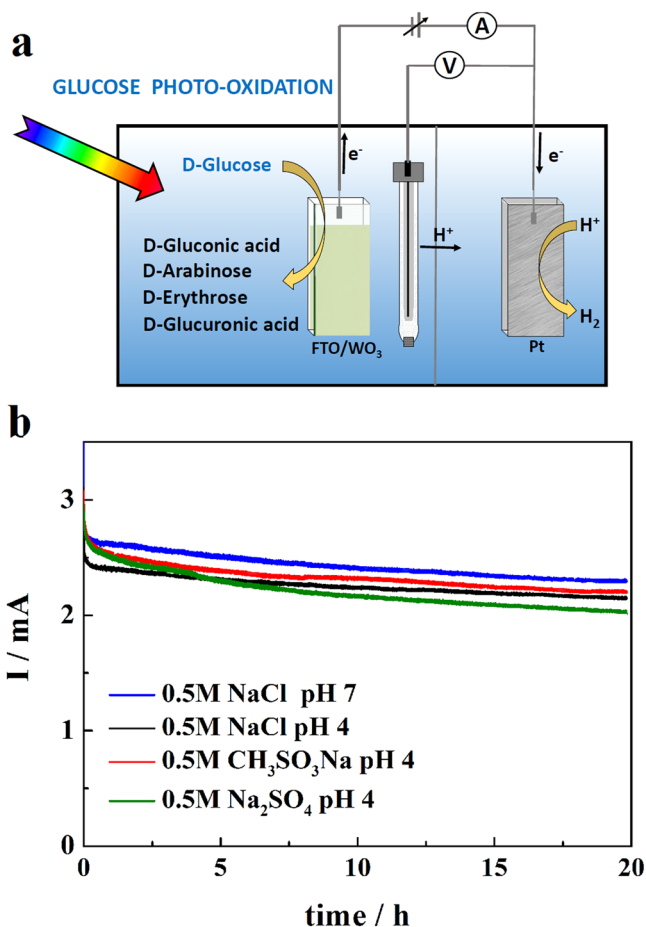 a
A
V
GLUCOSE PHOTO-OXIDATION
e⁻
e⁻
D-Glucose
H⁺
H⁺
D-Gluconic acid
D-Arabinose
D-Erythrose
D-Glucuronic acid
H₂
FTO/WO₃
Pt
b
3
2
1
0
I / mA
0.5M NaCl pH 7
0.5M NaCl pH 4
0.5M CH₃SO₃Na pH 4
0.5M Na₂SO₄ pH 4
0 5 10 15 20
time / h